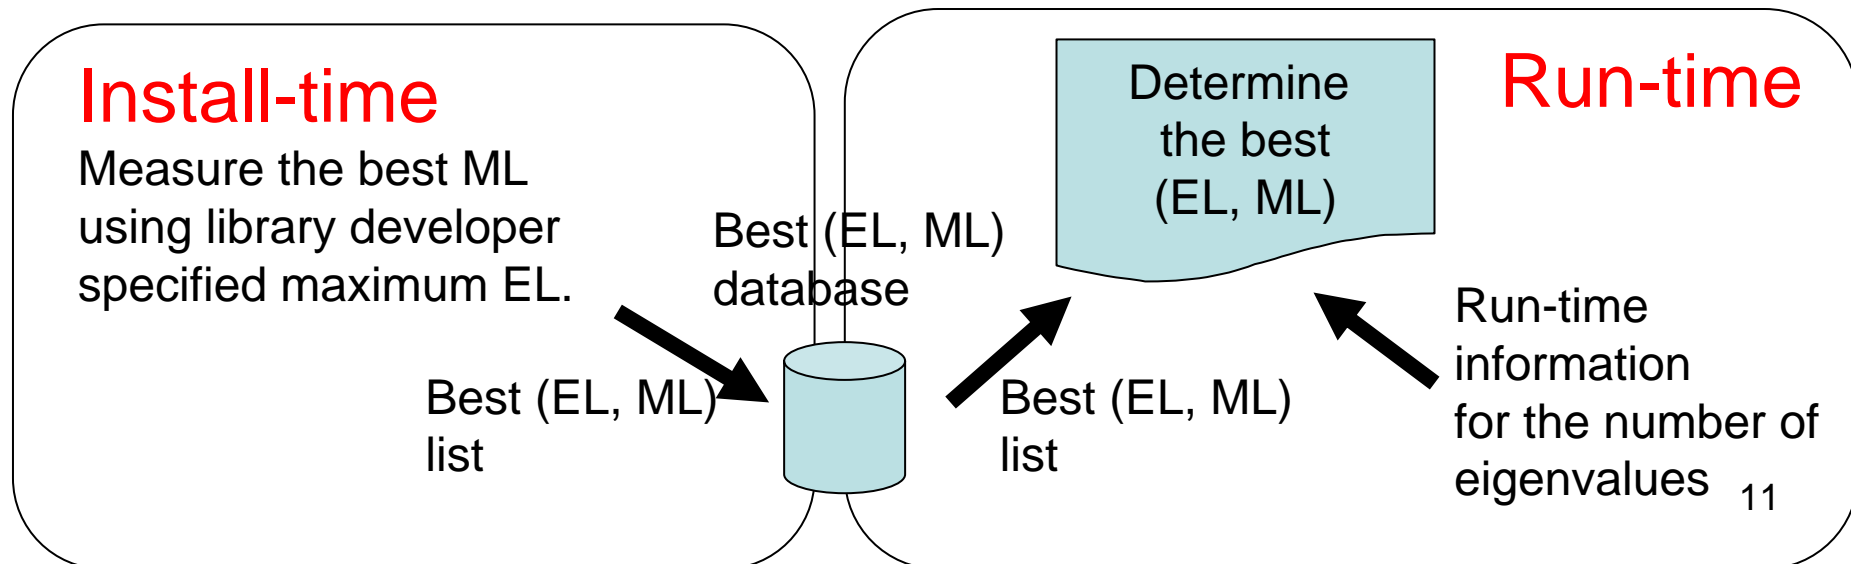 Install-time
Measure the best ML
using library developer
specified maximum EL.
Best (EL, ML)
list
Best (EL, ML)
database
Run-time
Determine
the best
(EL, ML)
Best (EL, ML)
list
Run-time
information
for the number of
eigenvalues
11